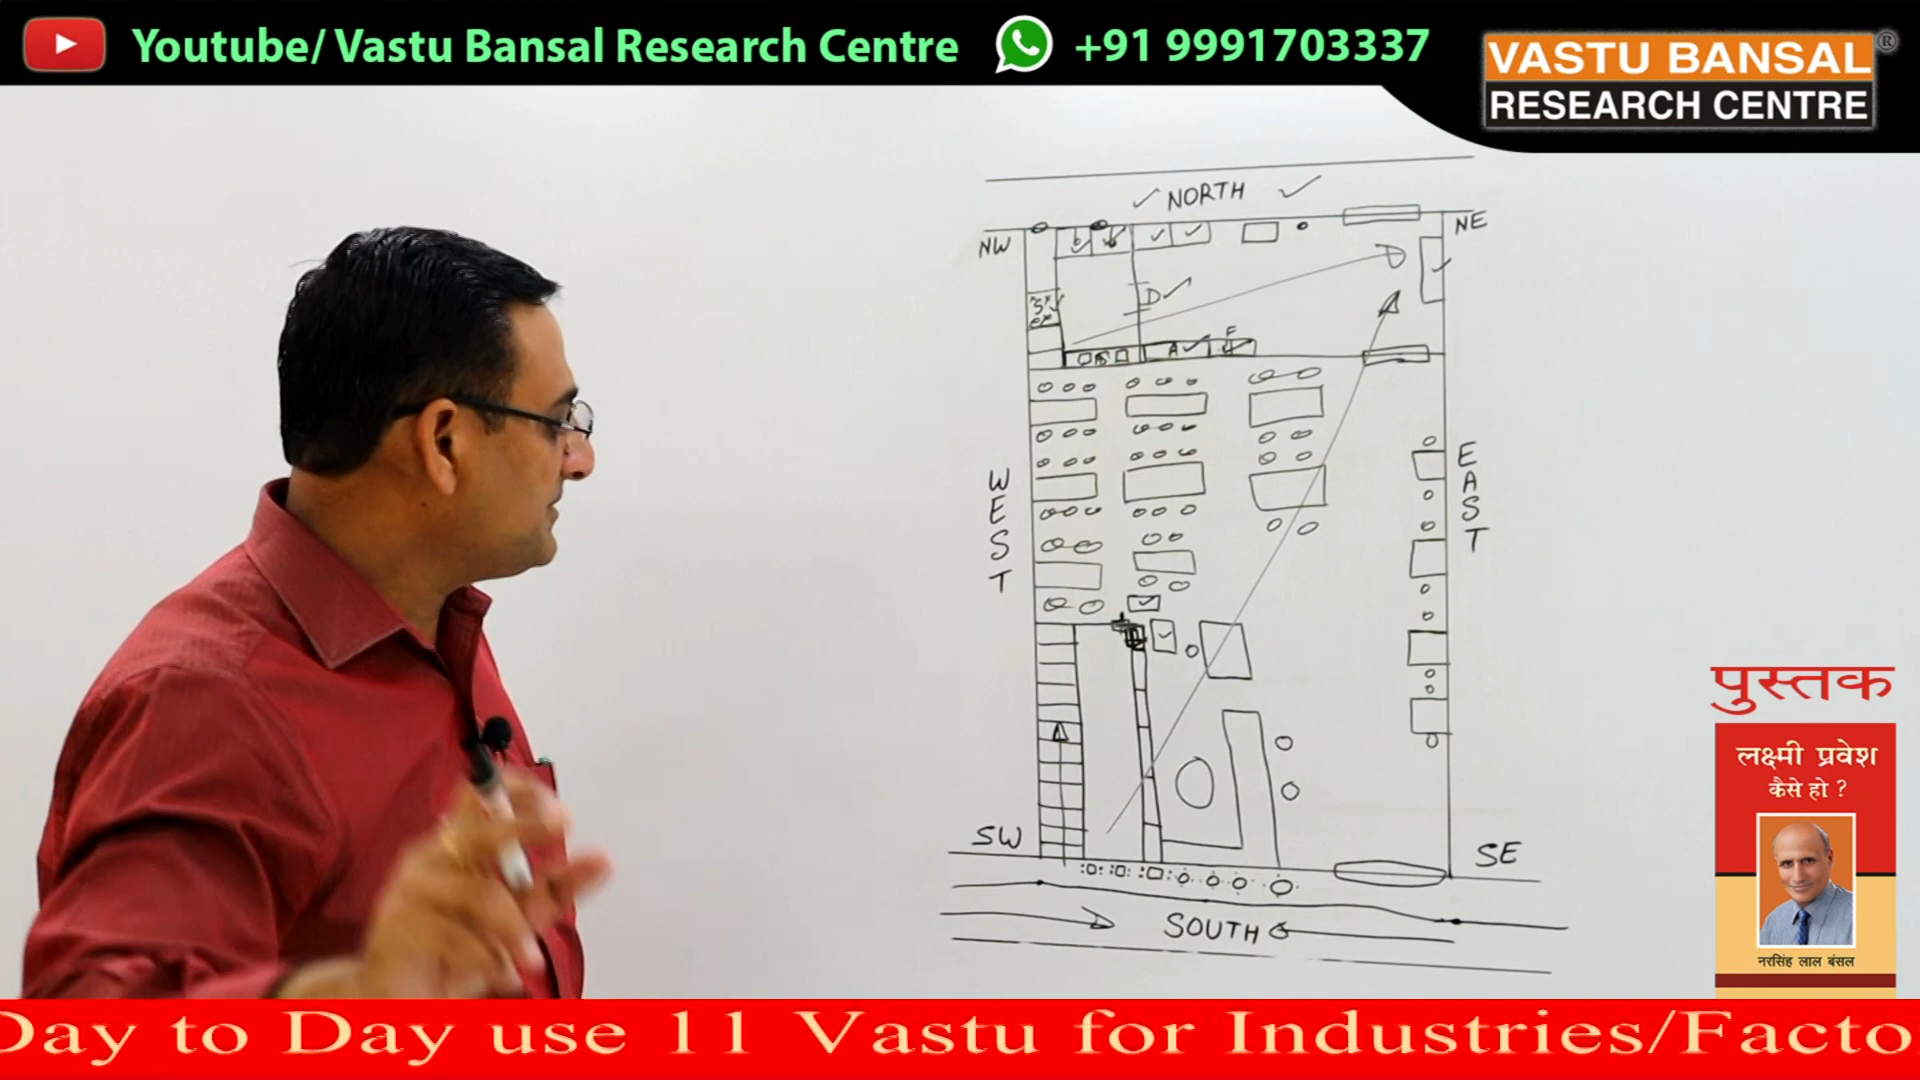 Youtube/ Vastu Bansal Research Centre +91 9991703337
VASTU BANSAL®
RESEARCH CENTRE
NORTH
NW
NE
D
A
F
WEST
EAST
SW
SE
SOUTH
पुस्तक
लक्ष्मी प्रवेश
कैसे हो ?
नरसिंह लाल बंसल
Day to Day use 11 Vastu for Industries/Facto